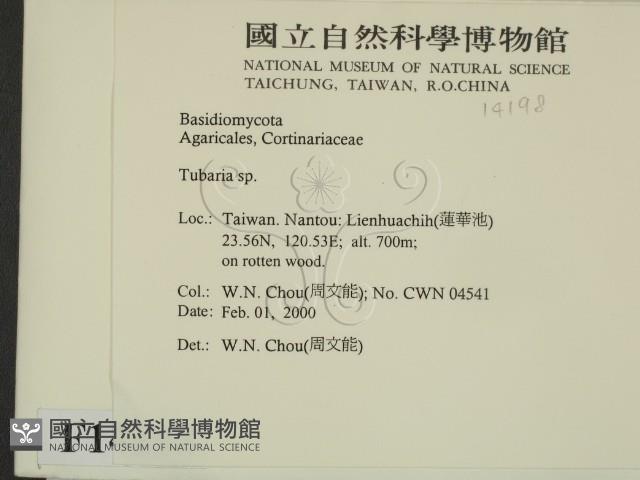 國立自然科學博物館
NATIONAL MUSEUM OF NATURAL SCIENCE
TAICHUNG, TAIWAN, R.O.CHINA
14198
Basidiomycota
Agaricales, Cortinariaceae
Tubaria sp.
Loc.: Taiwan. Nantou: Lienhuachih(蓮華池)
23.56N, 120.53E; alt. 700m;
on rotten wood.
Col.: W.N. Chou(周文能); No. CWN 04541
Date: Feb. 01, 2000
Det.: W.N. Chou(周文能)
國立自然科學博物館
NATIONAL MUSEUM OF NATURAL SCIENCE